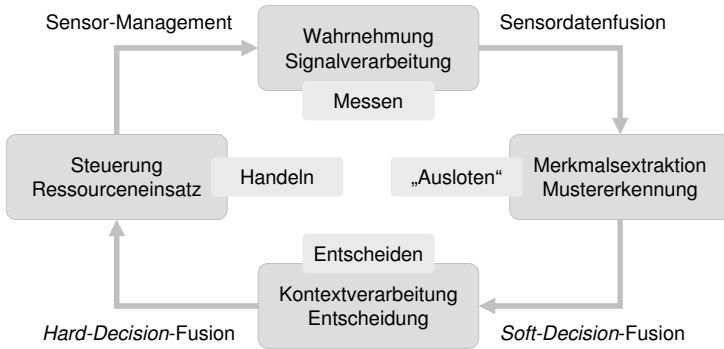 Sensor-Management
Wahrnehmung
Signalverarbeitung
Sensordatenfusion
Messen
Steuerung
Ressourceneinsatz
Handeln
„Ausloten“
Merkmalsextraktion
Mustererkennung
Entscheiden
Kontextverarbeitung
Entscheidung
Hard-Decision-Fusion
Soft-Decision-Fusion